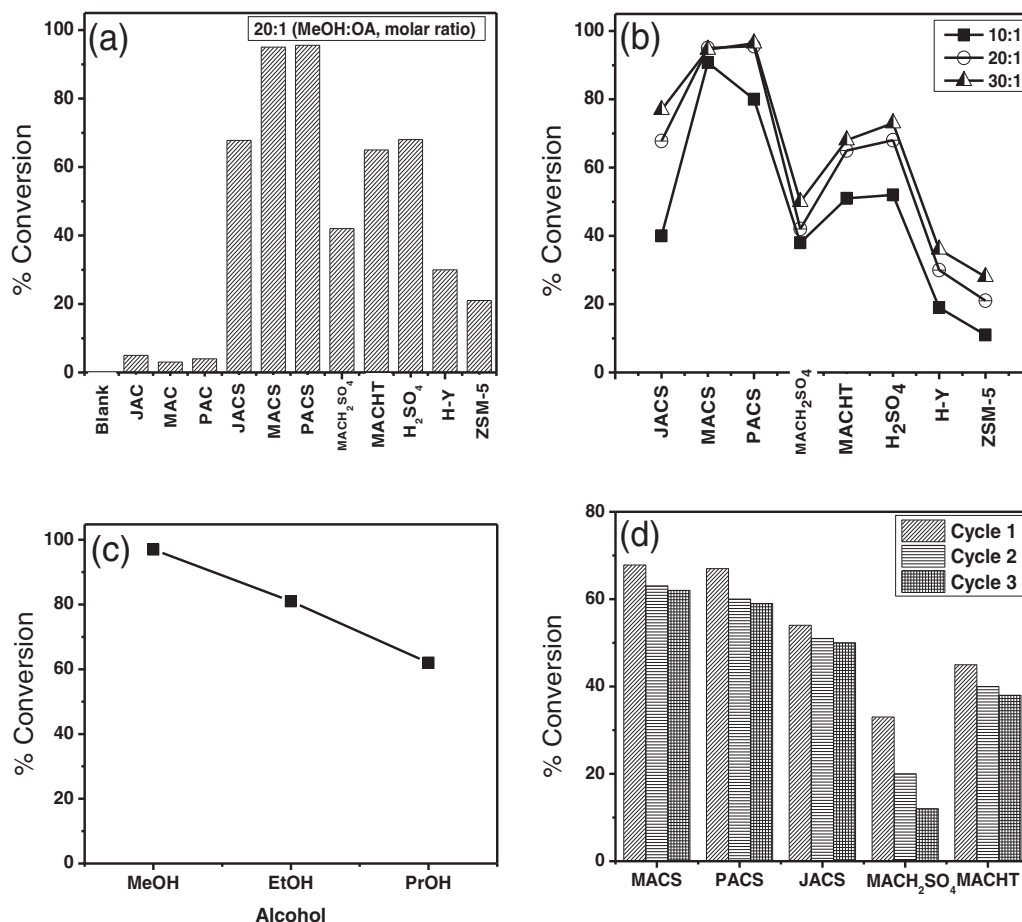 (a)
20:1 (MeOH:OA, molar ratio)
% Conversion
100
80
60
40
20
0
Blank
JAC
MAC
PAC
JACS
MACS
PACS
MACH₂SO₄
MACHT
H₂SO₄
H-Y
ZSM-5
(b)
10:1
20:1
30:1
% Conversion
100
80
60
40
20
0
JACS
MACS
PACS
MACH₂SO₄
MACHT
H₂SO₄
H-Y
ZSM-5
(c)
% Conversion
100
80
60
40
20
0
MeOH EtOH PrOH
Alcohol
(d)
Cycle 1
Cycle 2
Cycle 3
% Conversion
80
60
40
20
0
MACS PACS JACS MACH₂SO₄ MACHT